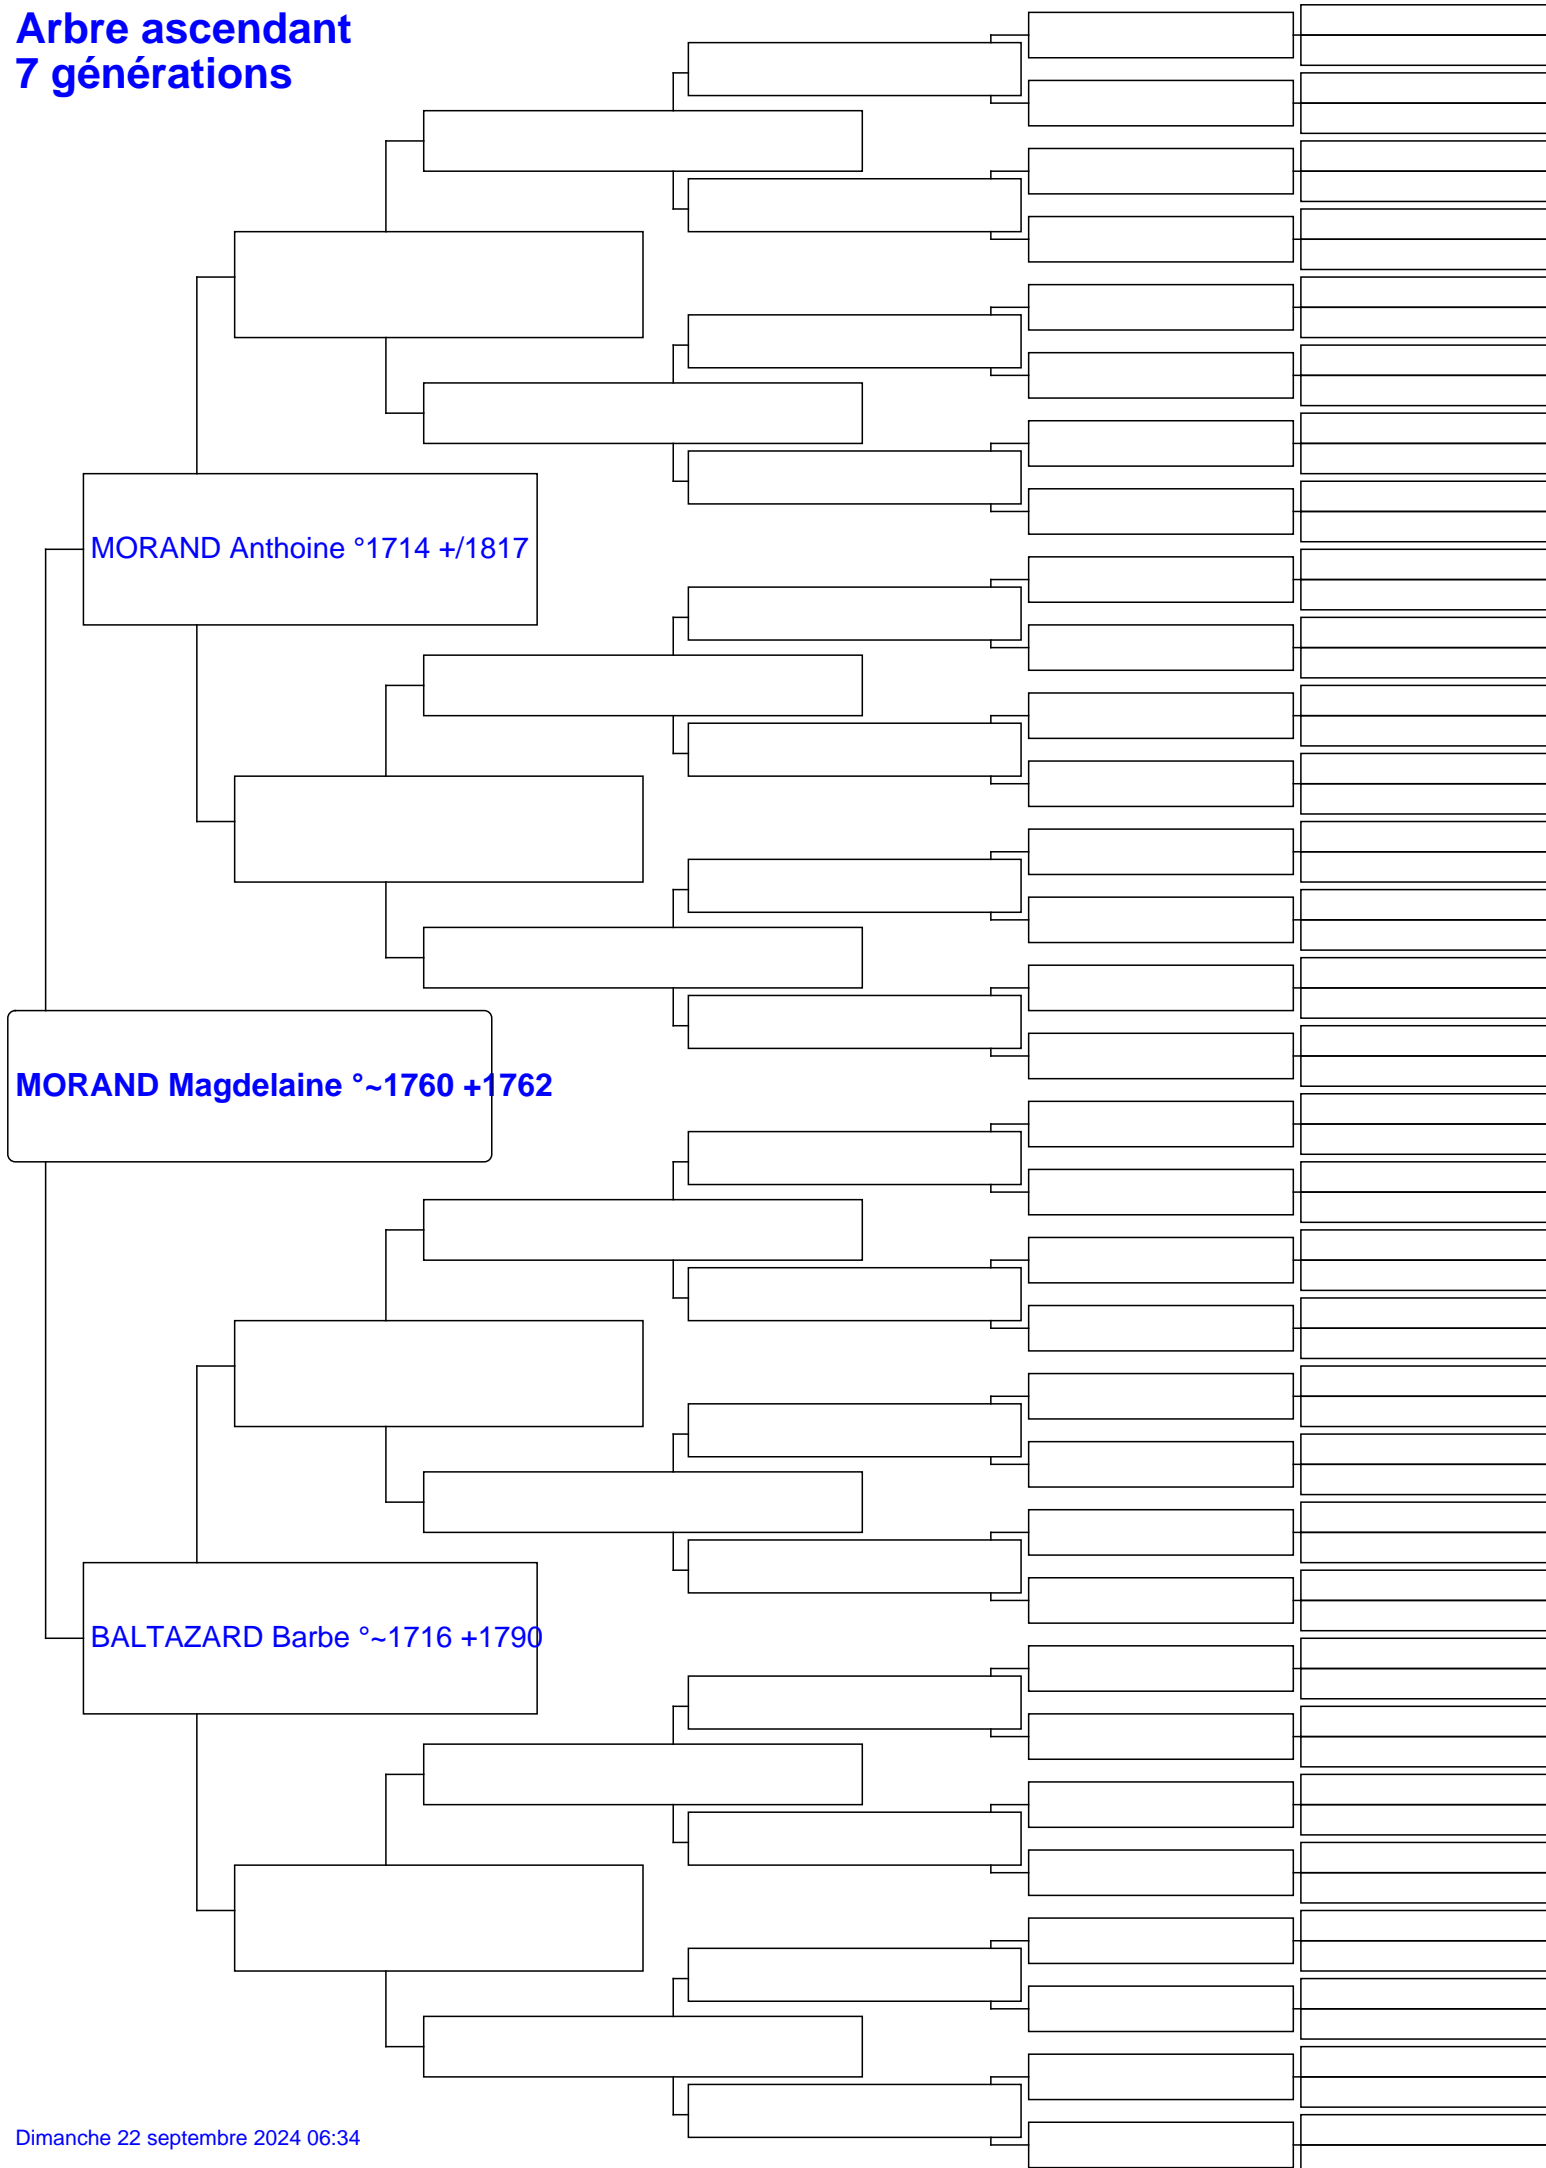 Arbre ascendant
7 générations
MORAND Anthoine °1714 +/1817
MORAND Magdelaine °~1760 +1762
BALTAZARD Barbe °~1716 +1790
Dimanche 22 septembre 2024 06:34